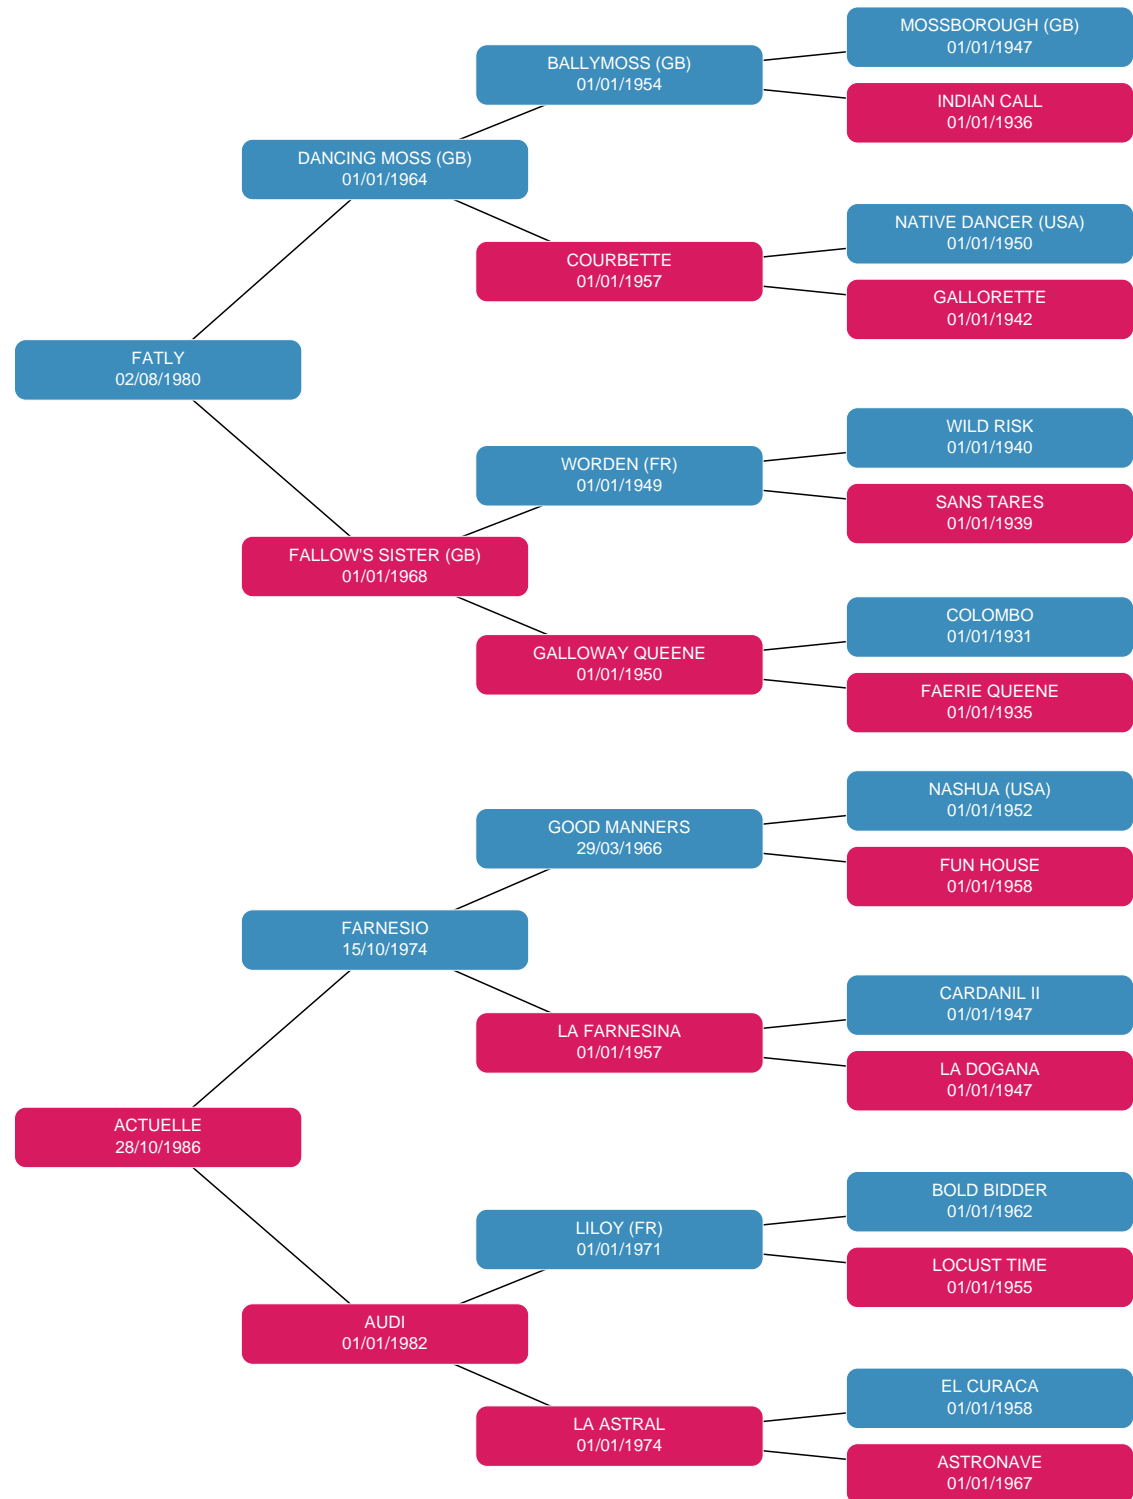 MOSSBOROUGH (GB)
01/01/1947
BALLYMOSS (GB)
01/01/1954
INDIAN CALL
01/01/1936
DANCING MOSS (GB)
01/01/1964
NATIVE DANCER (USA)
01/01/1950
COURBETTE
01/01/1957
GALLORETTE
01/01/1942
FATLY
02/08/1980
WILD RISK
01/01/1940
WORDEN (FR)
01/01/1949
SANS TARES
01/01/1939
FALLOW'S SISTER (GB)
01/01/1968
COLOMBO
01/01/1931
GALLOWAY QUEENE
01/01/1950
FAERIE QUEENE
01/01/1935
NASHUA (USA)
01/01/1952
GOOD MANNERS
29/03/1966
FUN HOUSE
01/01/1958
FARNESIO
15/10/1974
CARDANIL II
01/01/1947
LA FARNESINA
01/01/1957
LA DOGANA
01/01/1947
ACTUELLE
28/10/1986
BOLD BIDDER
01/01/1962
LILOY (FR)
01/01/1971
LOCUST TIME
01/01/1955
AUDI
01/01/1982
EL CURACA
01/01/1958
LA ASTRAL
01/01/1974
ASTRONAVE
01/01/1967